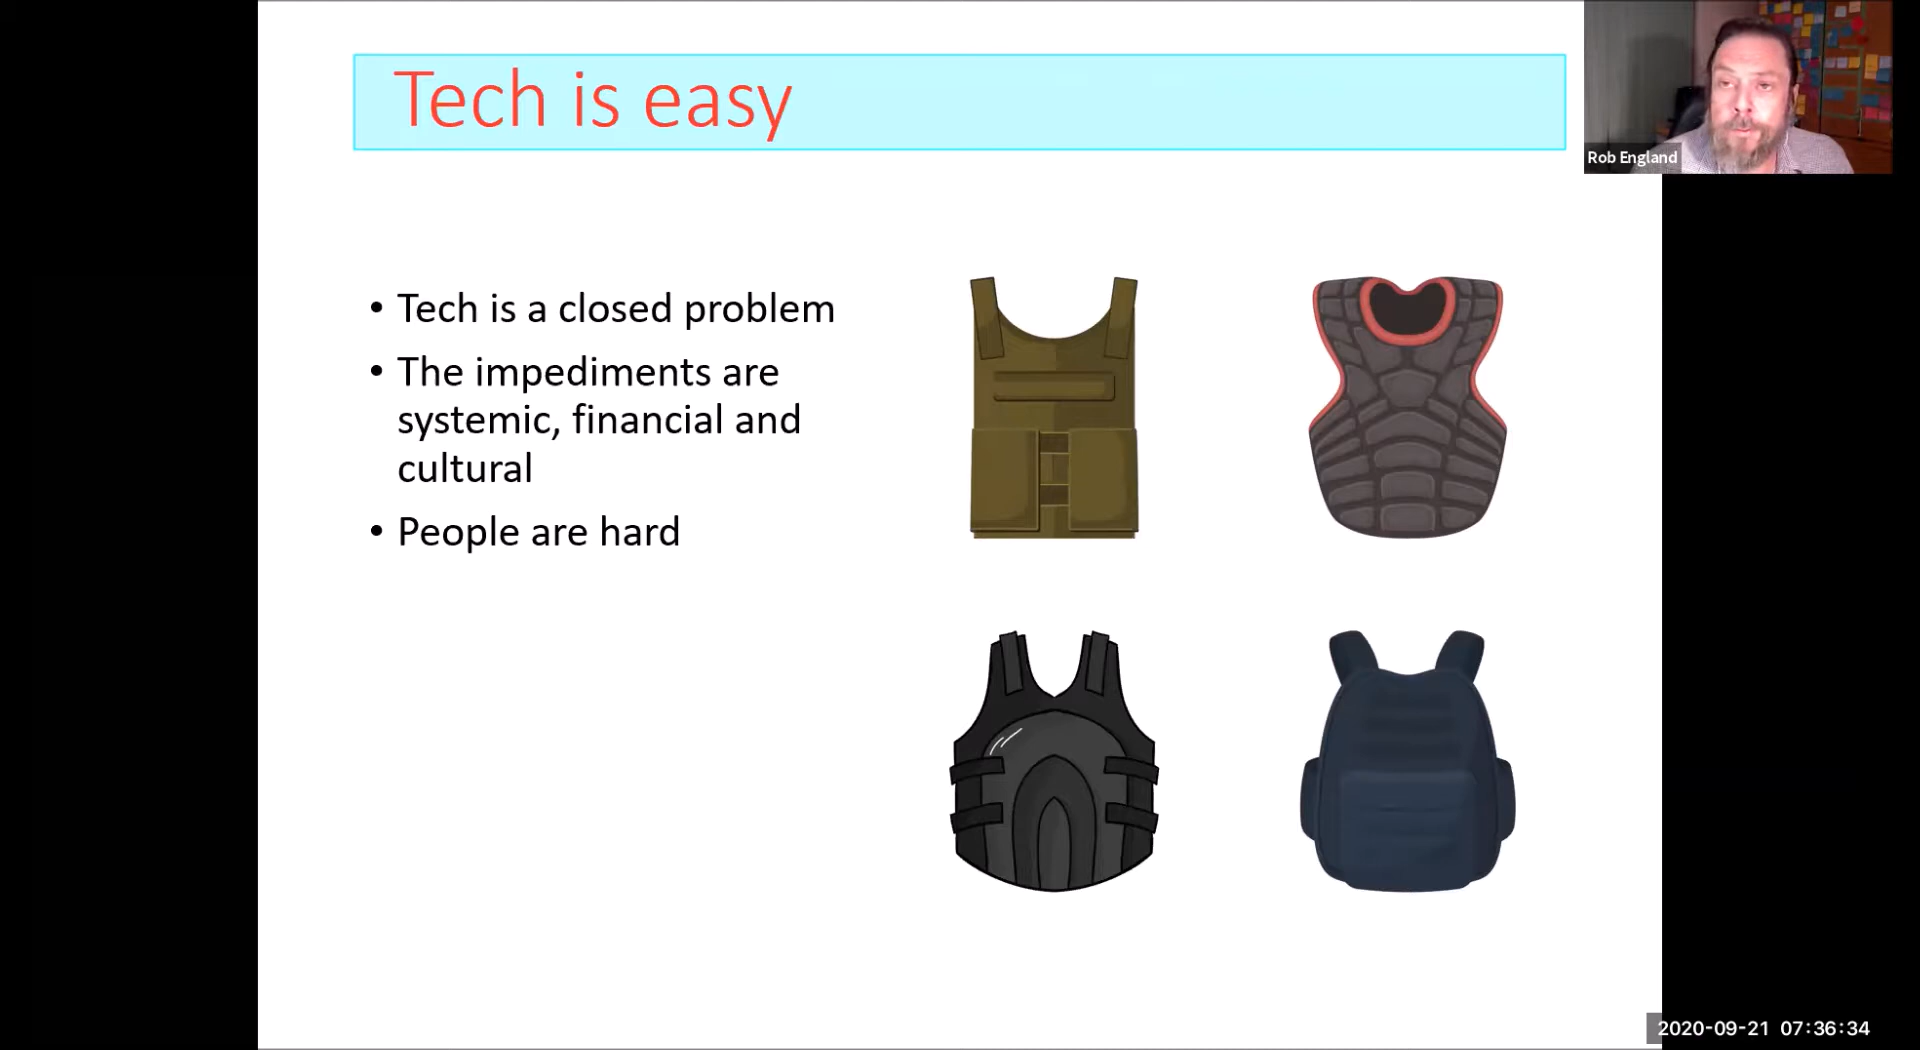 Tech is easy
Rob England
• Tech is a closed problem
• The impediments are
systemic, financial and
cultural
• People are hard
2020-09-21 07:36:34